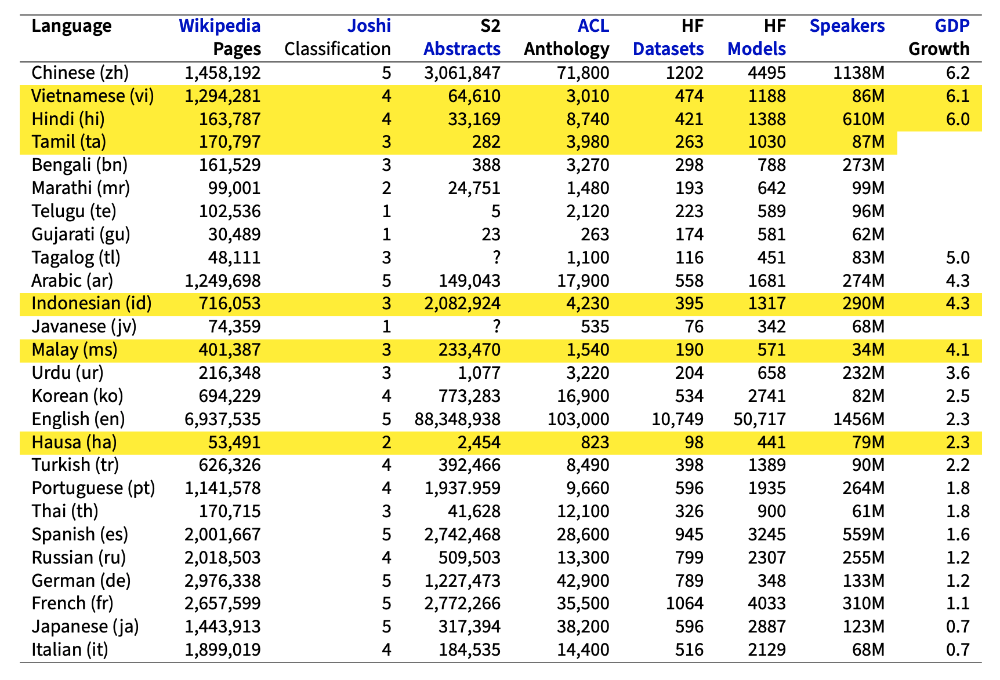 Language Wikipedia Joshi S2 ACL HF HF Speakers GDP
Pages Classification Abstracts Anthology Datasets Models Growth
Chinese (zh) 1,458,192 5 3,061,847 71,800 1202 4495 1138M 6.2
Vietnamese (vi) 1,294,281 4 64,610 3,010 474 1188 86M 6.1
Hindi (hi) 163,787 4 33,169 8,740 421 1388 610M 6.0
Tamil (ta) 170,797 3 282 3,980 263 1030 87M
Bengali (bn) 161,529 3 388 3,270 298 788 273M
Marathi (mr) 99,001 2 24,751 1,480 193 642 99M
Telugu (te) 102,536 1 5 2,120 223 589 96M
Gujarati (gu) 30,489 1 23 263 174 581 62M
Tagalog (tl) 48,111 3 ? 1,100 116 451 83M 5.0
Arabic (ar) 1,249,698 5 149,043 17,900 558 1681 274M 4.3
Indonesian (id) 716,053 3 2,082,924 4,230 395 1317 290M 4.3
Javanese (jv) 74,359 1 ? 535 76 342 68M
Malay (ms) 401,387 3 233,470 1,540 190 571 34M 4.1
Urdu (ur) 216,348 3 1,077 3,220 204 658 232M 3.6
Korean (ko) 694,229 4 773,283 16,900 534 2741 82M 2.5
English (en) 6,937,535 5 88,348,938 103,000 10,749 50,717 1456M 2.3
Hausa (ha) 53,491 2 2,454 823 98 441 79M 2.3
Turkish (tr) 626,326 4 392,466 8,490 398 1389 90M 2.2
Portuguese (pt) 1,141,578 4 1,937.959 9,660 596 1935 264M 1.8
Thai (th) 170,715 3 41,628 12,100 326 900 61M 1.8
Spanish (es) 2,001,667 5 2,742,468 28,600 945 3245 559M 1.6
Russian (ru) 2,018,503 4 509,503 13,300 799 2307 255M 1.2
German (de) 2,976,338 5 1,227,473 42,900 789 348 133M 1.2
French (fr) 2,657,599 5 2,772,266 35,500 1064 4033 310M 1.1
Japanese (ja) 1,443,913 5 317,394 38,200 596 2887 123M 0.7
Italian (it) 1,899,019 4 184,535 14,400 516 2129 68M 0.7